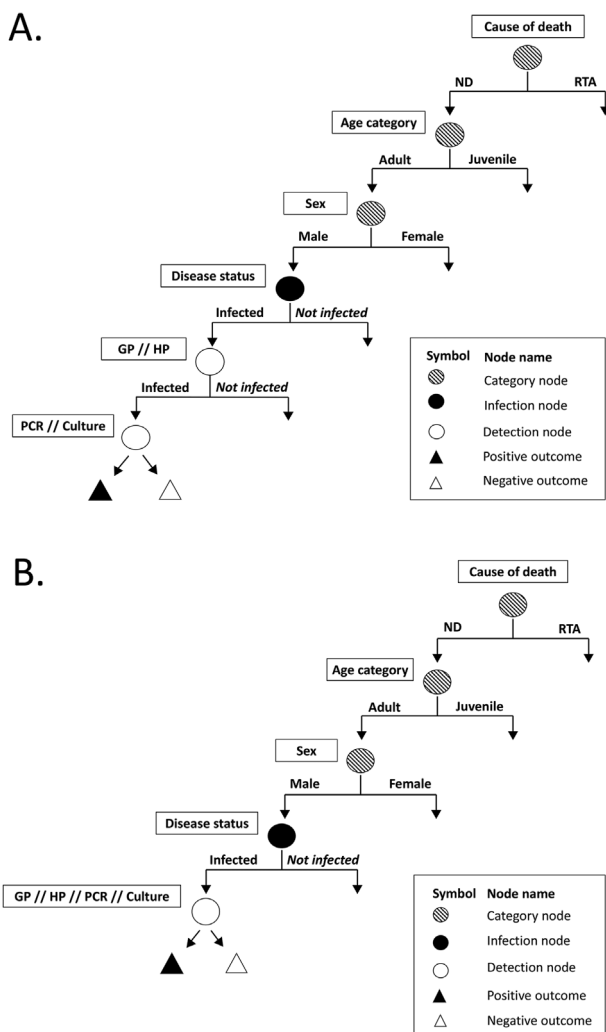 A.
Cause of death
ND RTA
Age category
Adult Juvenile
Sex
Male Female
Disease status
Infected Not infected
GP // HP
Infected Not infected
PCR // Culture
Symbol Node name
Category node
Infection node
Detection node
Positive outcome
Negative outcome
B.
Cause of death
ND RTA
Age category
Adult Juvenile
Sex
Male Female
Disease status
Infected Not infected
GP // HP // PCR // Culture
Symbol Node name
Category node
Infection node
Detection node
Positive outcome
Negative outcome